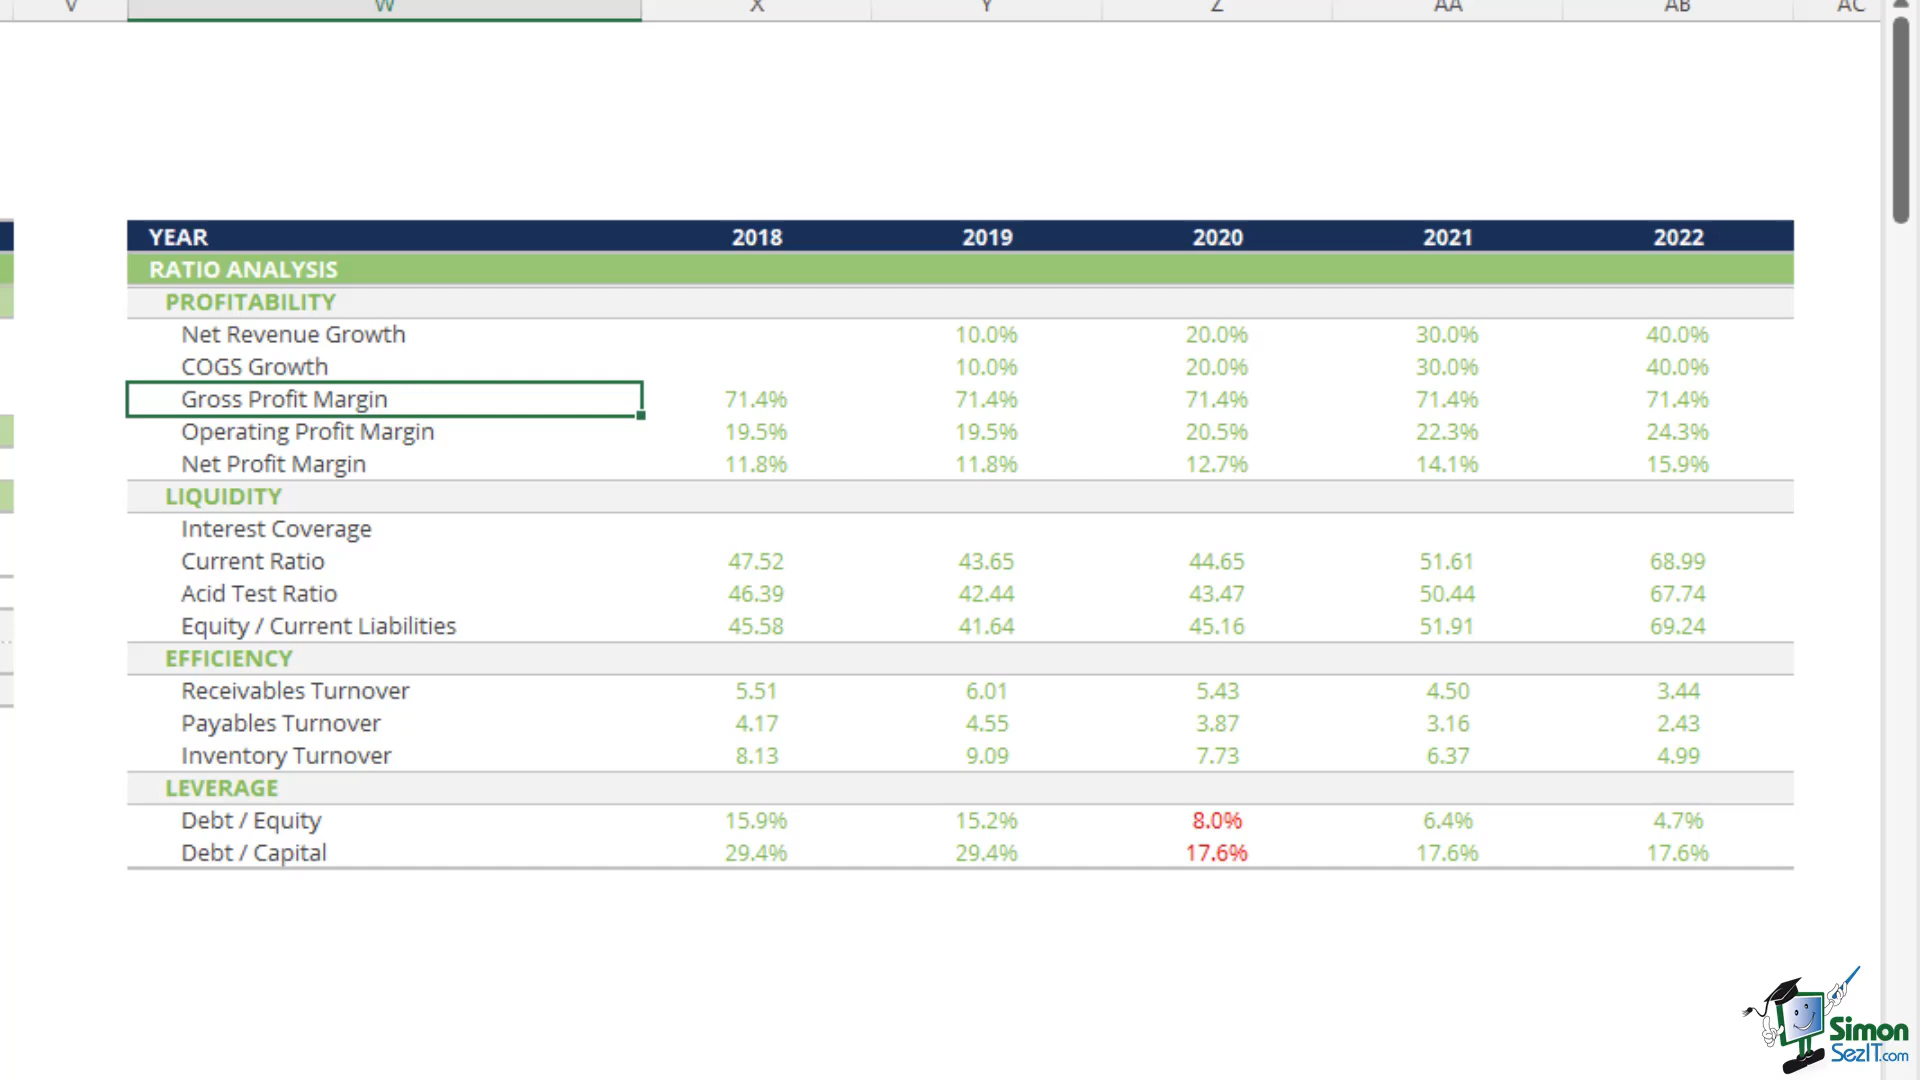 V W X Y Z AA AB AC
YEAR 2018 2019 2020 2021 2022
RATIO ANALYSIS
PROFITABILITY
Net Revenue Growth 10.0% 20.0% 30.0% 40.0%
COGS Growth 10.0% 20.0% 30.0% 40.0%
Gross Profit Margin 71.4% 71.4% 71.4% 71.4% 71.4%
Operating Profit Margin 19.5% 19.5% 20.5% 22.3% 24.3%
Net Profit Margin 11.8% 11.8% 12.7% 14.1% 15.9%
LIQUIDITY
Interest Coverage
Current Ratio 47.52 43.65 44.65 51.61 68.99
Acid Test Ratio 46.39 42.44 43.47 50.44 67.74
Equity / Current Liabilities 45.58 41.64 45.16 51.91 69.24
EFFICIENCY
Receivables Turnover 5.51 6.01 5.43 4.50 3.44
Payables Turnover 4.17 4.55 3.87 3.16 2.43
Inventory Turnover 8.13 9.09 7.73 6.37 4.99
LEVERAGE
Debt / Equity 15.9% 15.2% 8.0% 6.4% 4.7%
Debt / Capital 29.4% 29.4% 17.6% 17.6% 17.6%
Simon
SezIT.com